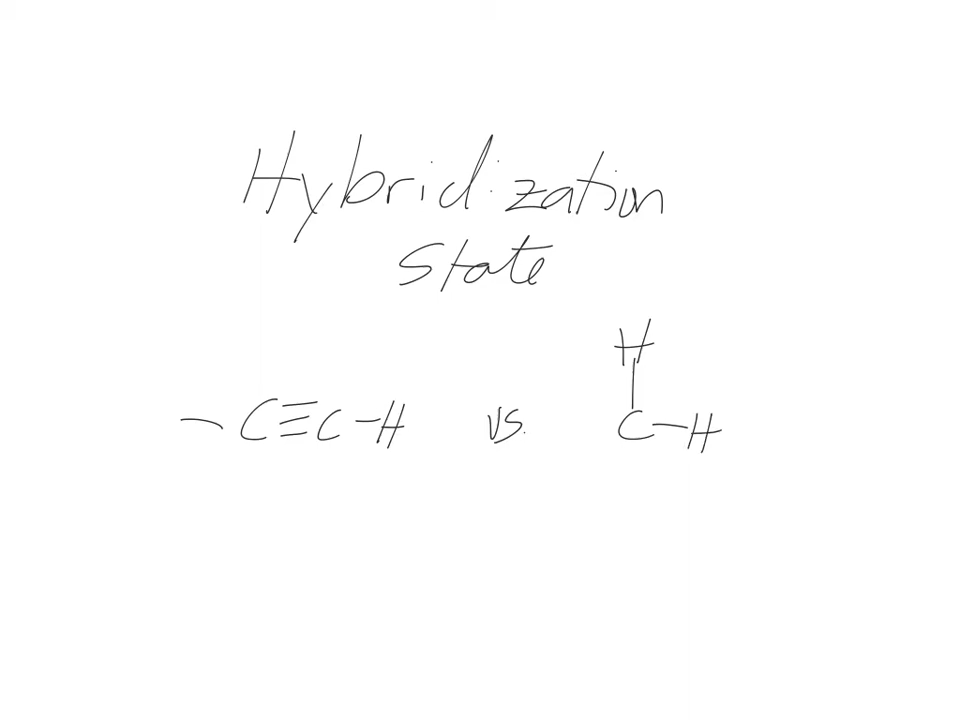 Hybridization
State
-C≡C-H vs. H
C-H